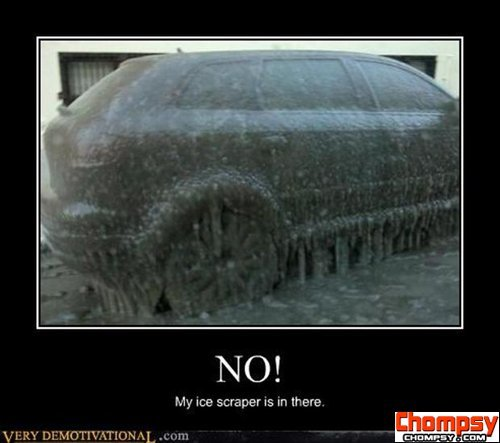 NO!
My ice scraper is in there.
VERY DEMOTIVATIONAL.com
Chompsy
CHOMPSY.COM